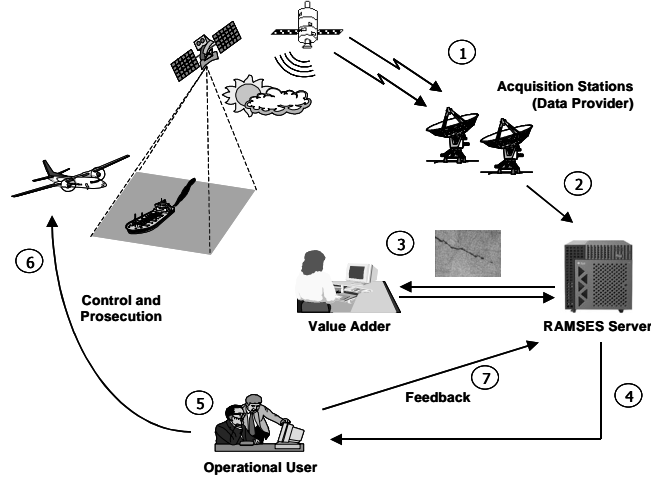 1
Acquisition Stations
(Data Provider)
2
3
6
Control and
Prosecution
Value Adder
RAMSES Server
7
4
Feedback
5
Operational User